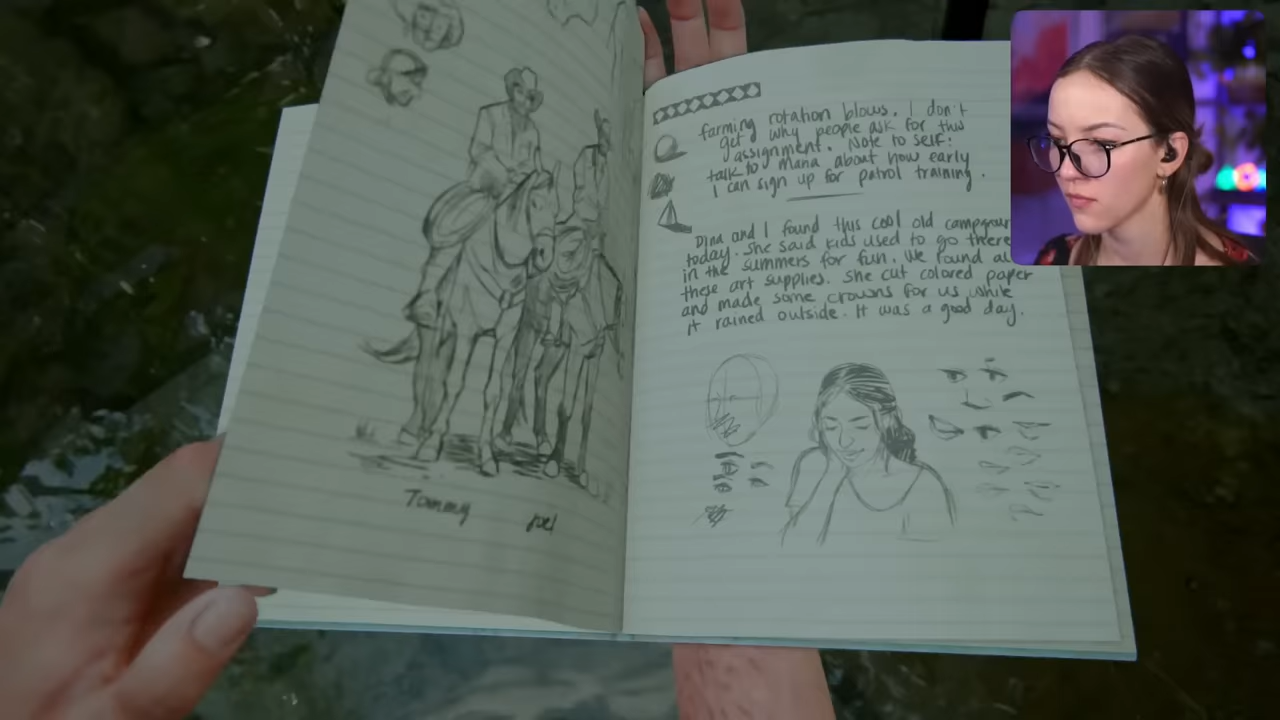 Tommy
Joel
farming rotation blows. I don't
get why people ask for this
assignment. Note to self:
talk to Maria about how early
I can sign up for patrol training.
Dina and I found this cool old
today. She said kids used to go there
in the summers for fun. We found
these art supplies. She cut colored paper
and made some crowns for us while
it rained outside. It was a good day.